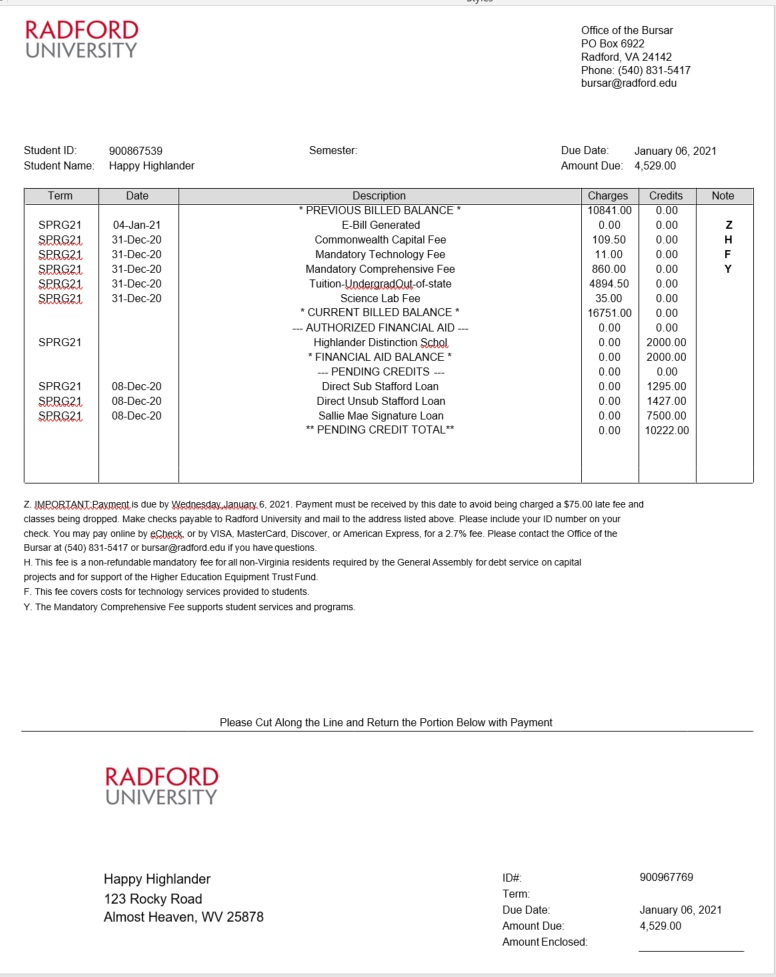 RADFORD
UNIVERSITY
Office of the Bursar
PO Box 6922
Radford, VA 24142
Phone: (540) 831-5417
bursar@radford.edu
Student ID: 900867539 Semester: Due Date: January 06, 2021
Student Name: Happy Highlander Amount Due: 4,529.00
Term Date Description Charges Credits Note
* PREVIOUS BILLED BALANCE * 10841.00 0.00
SPRG21 04-Jan-21 E-Bill Generated 0.00 0.00 Z
SPRG21 31-Dec-20 Commonwealth Capital Fee 109.50 0.00 H
SPRG21 31-Dec-20 Mandatory Technology Fee 11.00 0.00 F
SPRG21 31-Dec-20 Mandatory Comprehensive Fee 860.00 0.00 Y
SPRG21 31-Dec-20 Tuition-UndergradOut-of-state 4894.50 0.00
SPRG21 31-Dec-20 Science Lab Fee 35.00 0.00
* CURRENT BILLED BALANCE * 16751.00 0.00
--- AUTHORIZED FINANCIAL AID --- 0.00 0.00
SPRG21 Highlander Distinction Schol 0.00 2000.00
* FINANCIAL AID BALANCE * 0.00 2000.00
--- PENDING CREDITS --- 0.00 0.00
SPRG21 08-Dec-20 Direct Sub Stafford Loan 0.00 1295.00
SPRG21 08-Dec-20 Direct Unsub Stafford Loan 0.00 1427.00
SPRG21 08-Dec-20 Sallie Mae Signature Loan 0.00 7500.00
** PENDING CREDIT TOTAL** 0.00 10222.00
Z. IMPORTANT:Payment is due by Wednesday,January 6, 2021. Payment must be received by this date to avoid being charged a $75.00 late fee and
classes being dropped. Make checks payable to Radford University and mail to the address listed above. Please include your ID number on your
check. You may pay online by eCheck, or by VISA, MasterCard, Discover, or American Express, for a 2.7% fee. Please contact the Office of the
Bursar at (540) 831-5417 or bursar@radford.edu if you have questions.
H. This fee is a non-refundable mandatory fee for all non-Virginia residents required by the General Assembly for debt service on capital
projects and for support of the Higher Education Equipment Trust Fund.
F. This fee covers costs for technology services provided to students.
Y. The Mandatory Comprehensive Fee supports student services and programs.
Please Cut Along the Line and Return the Portion Below with Payment
RADFORD
UNIVERSITY
Happy Highlander
123 Rocky Road
Almost Heaven, WV 25878
ID#: 900967769
Term:
Due Date: January 06, 2021
Amount Due: 4,529.00
Amount Enclosed: